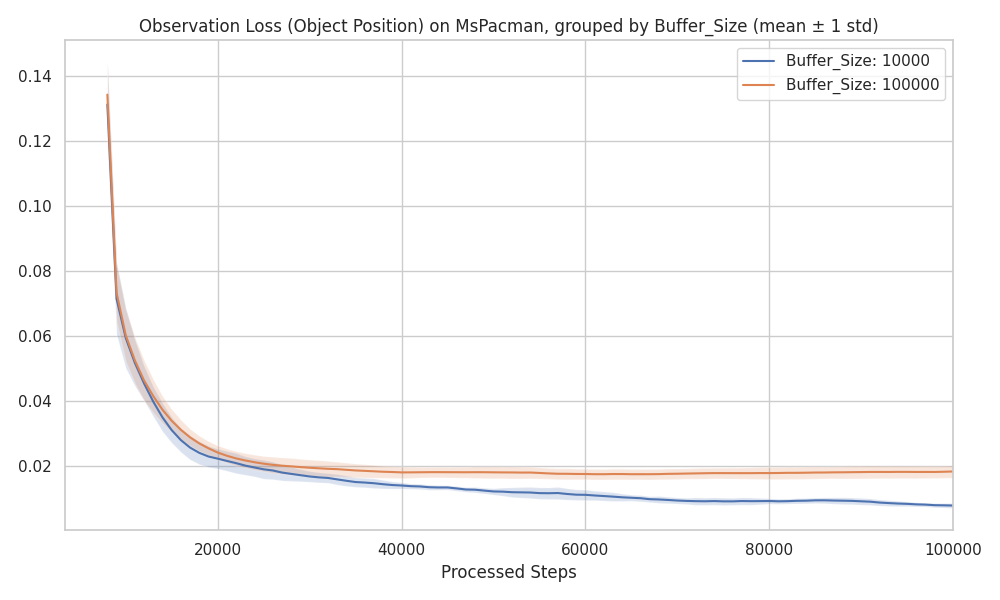 Observation Loss (Object Position) on MsPacman, grouped by Buffer_Size (mean ± 1 std)
Buffer_Size: 10000
Buffer_Size: 100000
0.14
0.12
0.10
0.08
0.06
0.04
0.02
20000 40000 60000 80000 100000
Processed Steps